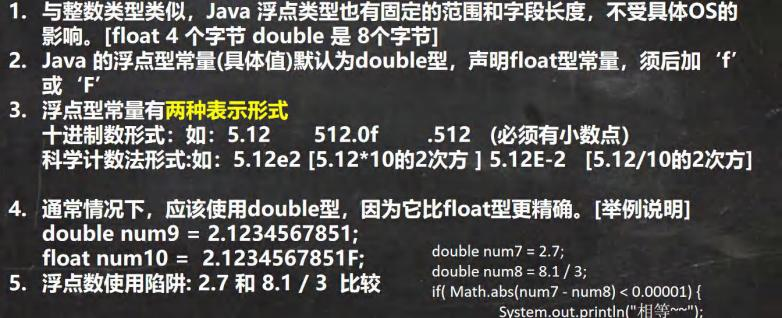 1. 与整数类型类似，Java 浮点类型也有固定的范围和字段长度，不受具体OS的
影响。[float 4 个字节 double 是 8个字节]
2. Java 的浮点型常量(具体值)默认为double型，声明float型常量，须后加‘f’
或‘F’
3. 浮点型常量有两种表示形式
十进制数形式：如：5.12 512.0f .512 (必须有小数点)
科学计数法形式:如：5.12e2 [5.12*10的2次方 ] 5.12E-2 [5.12/10的2次方]
4. 通常情况下，应该使用double型，因为它比float型更精确。[举例说明]
double num9 = 2.1234567851;
float num10 = 2.1234567851F;
5. 浮点数使用陷阱: 2.7 和 8.1 / 3 比较
double num7 = 2.7;
double num8 = 8.1 / 3;
if( Math.abs(num7 - num8) < 0.00001) {
System.out.println("相等~~");